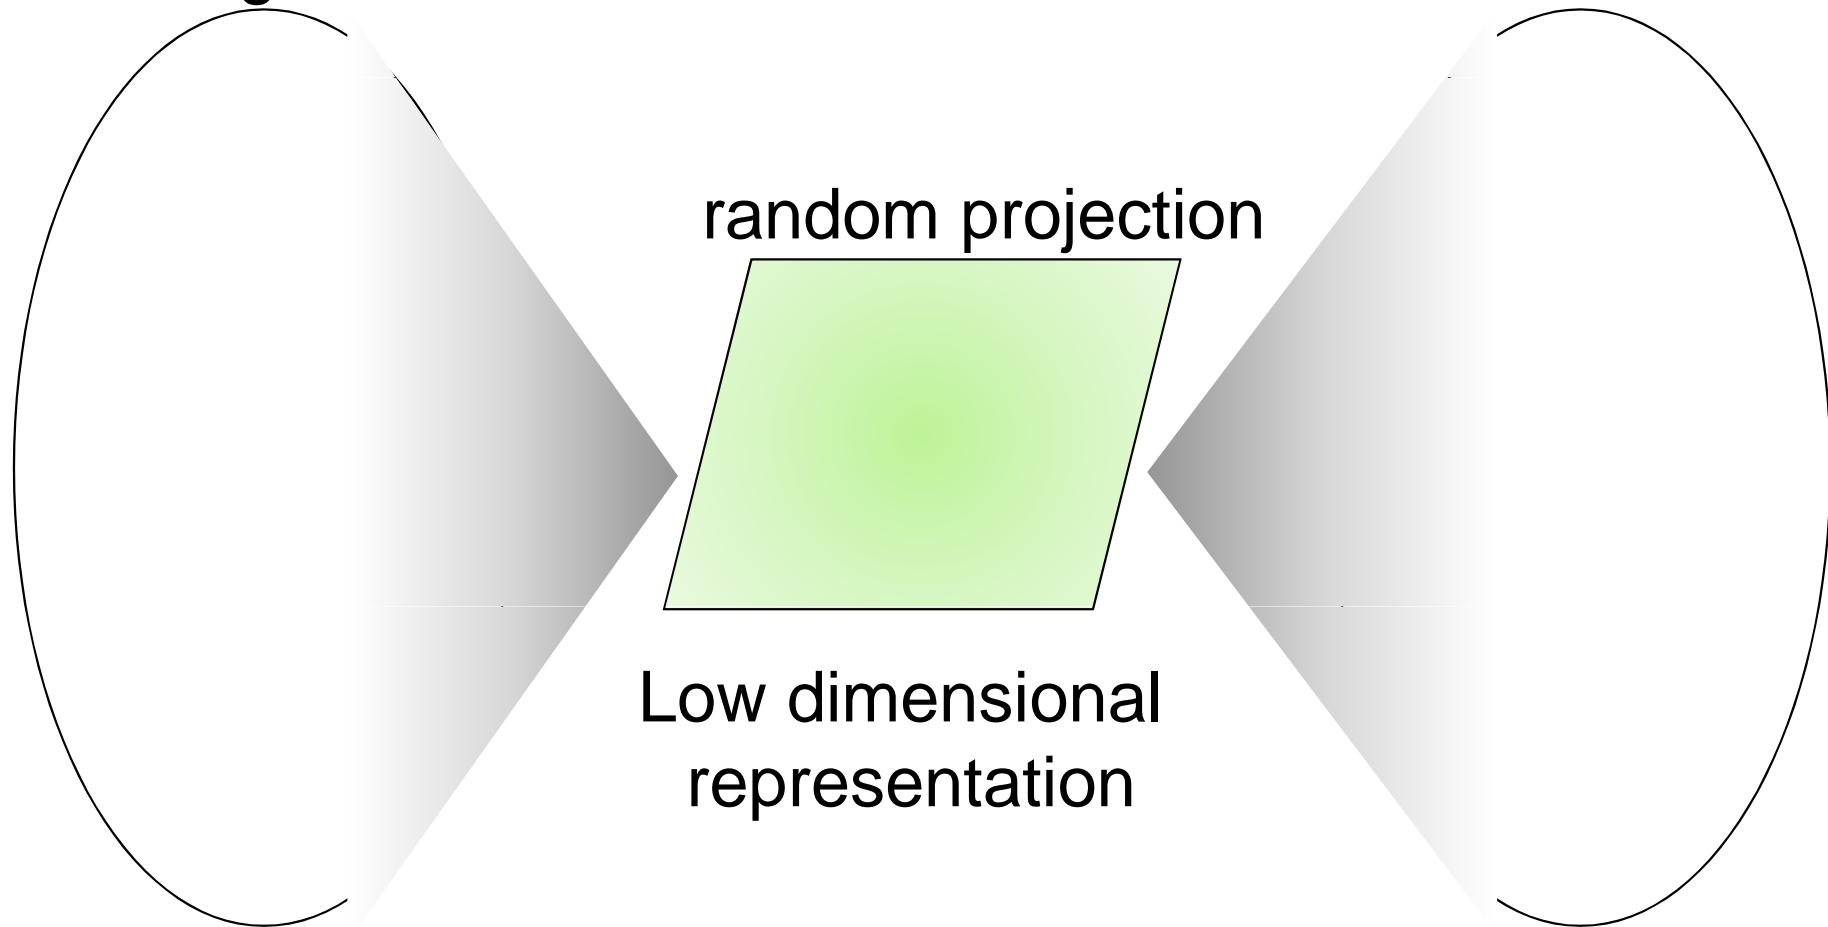 random projection
Low dimensional
representation